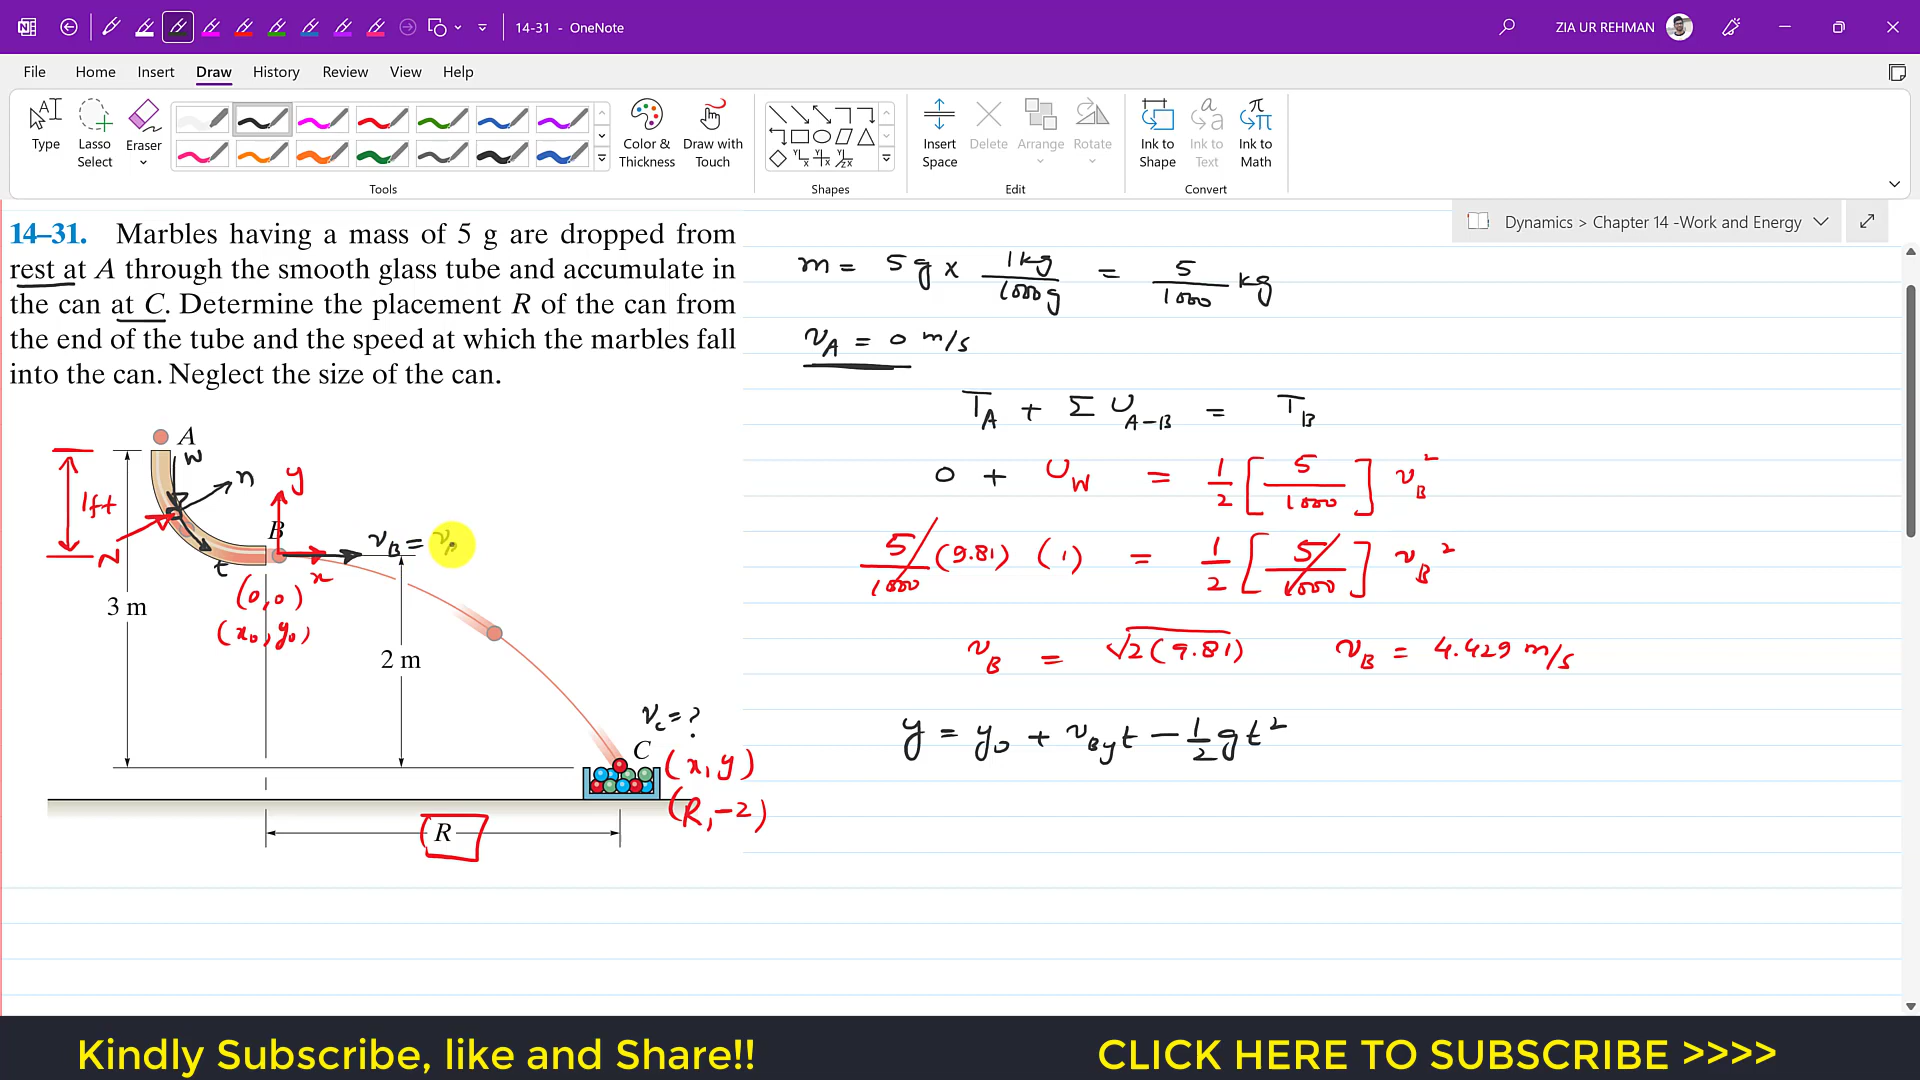 14-31 - OneNote
ZIA UR REHMAN
File Home Insert Draw History Review View Help
Type
Lasso Select
Eraser
Color & Thickness
Draw with Touch
Insert Space
Delete
Arrange
Rotate
Ink to Shape
Ink to Text
Ink to Math
Tools
Shapes
Edit
Convert
Dynamics > Chapter 14 -Work and Energy
14–31. Marbles having a mass of 5 g are dropped from
rest at A through the smooth glass tube and accumulate in
the can at C. Determine the placement R of the can from
the end of the tube and the speed at which the marbles fall
into the can. Neglect the size of the can.
A
W
n
y
1ft
B
N
t
x
v_B =
(0,0)
(x₀, y₀)
3 m
2 m
v_c = ?
C
(x, y)
(R, -2)
R
m = 5g × 1kg/1000g = 5/1000 kg
v_A = 0 m/s
T_A + Σ U_A-B = T_B
0 + U_W = 1/2 [5/1000] v_B²
5/1000 (9.81) (1) = 1/2 [5/1000] v_B²
v_B = √2(9.81) v_B = 4.429 m/s
y = y₀ + v_By t - 1/2 g t²
Kindly Subscribe, like and Share!!
CLICK HERE TO SUBSCRIBE >>>>